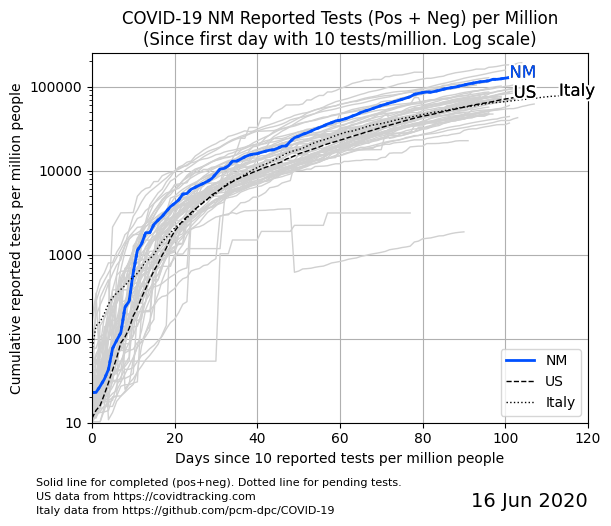 COVID-19 NM Reported Tests (Pos + Neg) per Million
(Since first day with 10 tests/million. Log scale)
Cumulative reported tests per million people
100000
10000
1000
100
10
NM
US
Italy
NM
US
Italy
0 20 40 60 80 100 120
Days since 10 reported tests per million people
Solid line for completed (pos+neg). Dotted line for pending tests.
US data from https://covidtracking.com
Italy data from https://github.com/pcm-dpc/COVID-19
16 Jun 2020